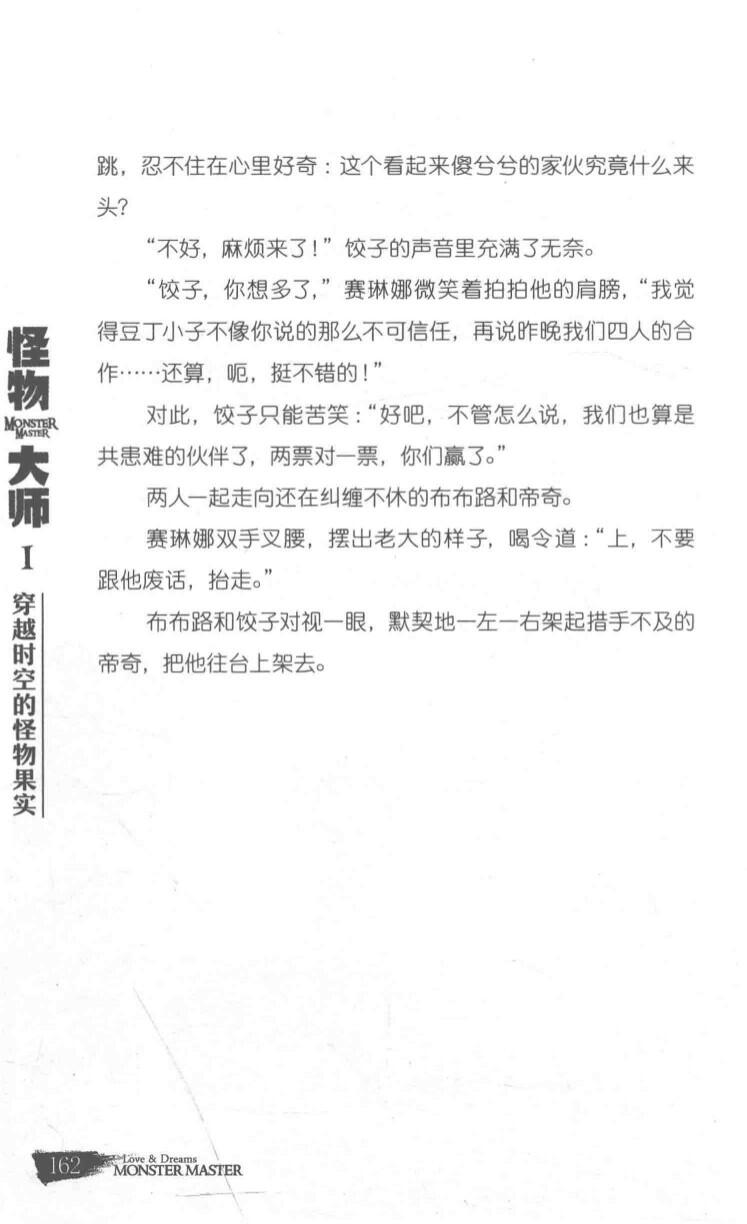 跳，忍不住在心里好奇：这个看起来傻兮兮的家伙究竟什么来
头？
“不好，麻烦来了！”饺子的声音里充满了无奈。
“饺子，你想多了，”赛琳娜微笑着拍拍他的肩膀，“我觉
得豆丁小子不像你说的那么不可信任，再说昨晚我们四人的合
作……还算，呃，挺不错的！”
对此，饺子只能苦笑：“好吧，不管怎么说，我们也算是
共患难的伙伴了，两票对一票，你们赢了。”
两人一起走向还在纠缠不休的布布路和帝奇。
赛琳娜双手叉腰，摆出老大的样子，喝令道：“上，不要
跟他废话，抬走。”
布布路和饺子对视一眼，默契地一左一右架起措手不及的
帝奇，把他往台上架去。
怪物
MONSTER
MASTER
大师
I
穿越时空的怪物果实
162
Love & Dreams
MONSTER MASTER